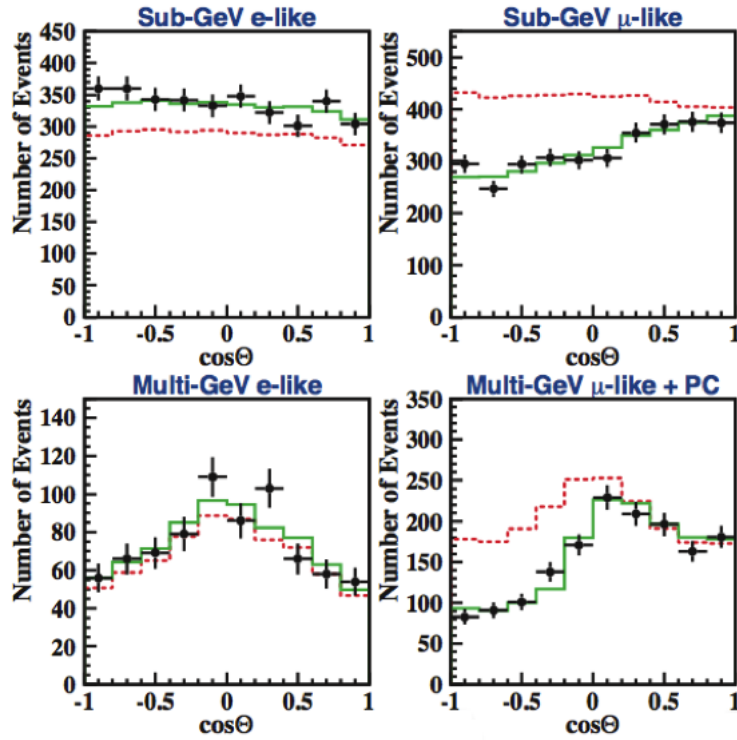 Sub-GeV e-like
Number of Events
450
400
350
300
250
200
150
100
50
0
-1 -0.5 0 0.5 1
cosΘ
Sub-GeV μ-like
Number of Events
500
400
300
200
100
0
-1 -0.5 0 0.5 1
cosΘ
Multi-GeV e-like
Number of Events
140
120
100
80
60
40
20
0
-1 -0.5 0 0.5 1
cosΘ
Multi-GeV μ-like + PC
Number of Events
350
300
250
200
150
100
50
0
-1 -0.5 0 0.5 1
cosΘ